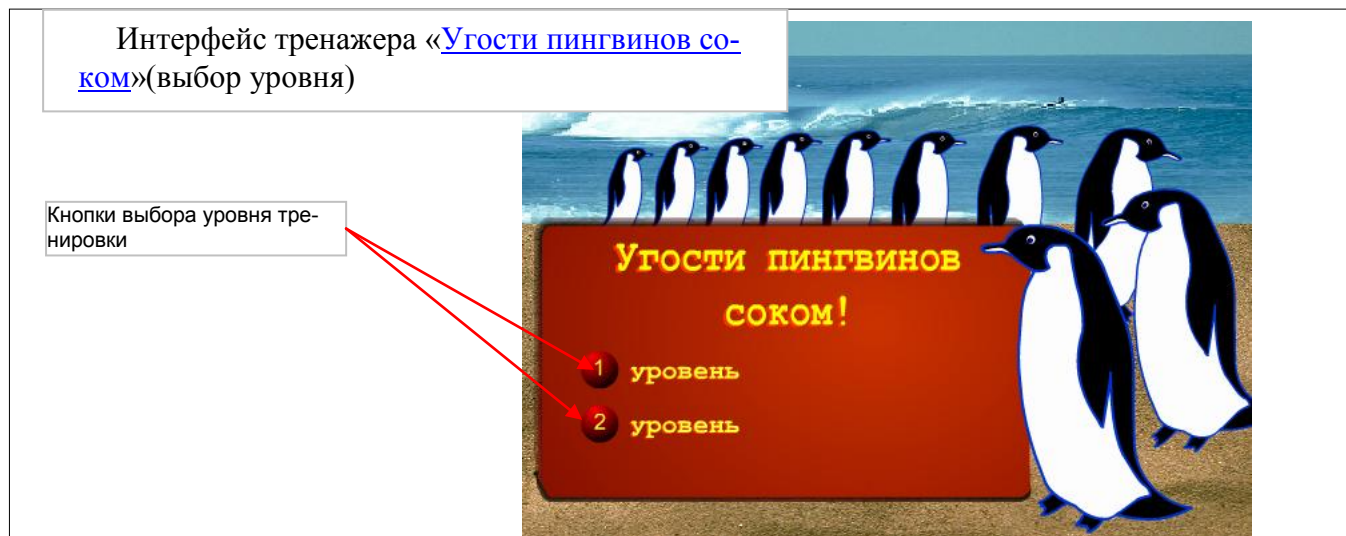 Интерфейс тренажера «Угости пингвинов со-
ком»(выбор уровня)
Кнопки выбора уровня тре-
нировки
Угости пингвинов
соком!
1 уровень
2 уровень